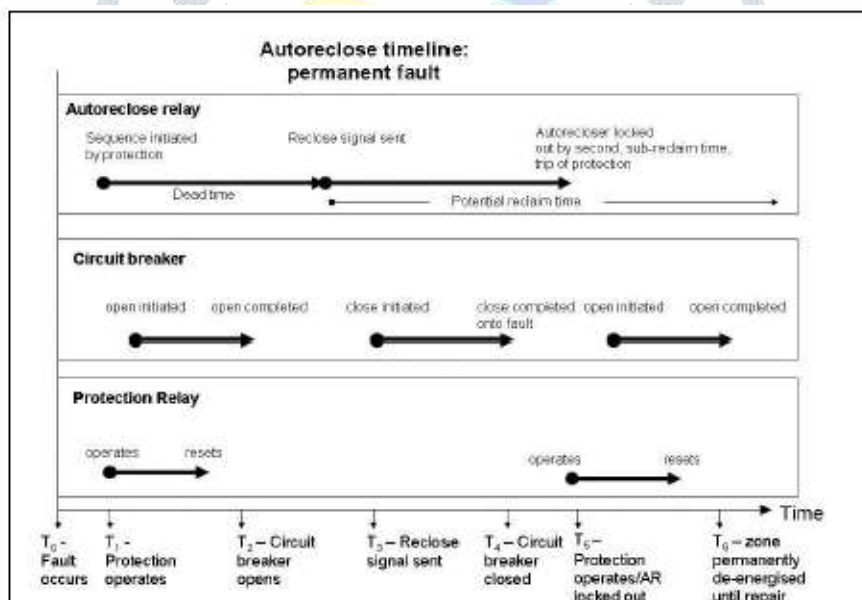 Autoreclose timeline:
permanent fault
Autoreclose relay
Sequence initiated
by protection
Reclose signal sent
Autorecloser locked
out by second, sub-reclaim time,
trip of protection
Dead time
Potential reclaim time
Circuit breaker
open initiated
open completed
close initiated
close completed
onto fault
open initiated
open completed
Protection Relay
operates
resets
operates
resets
Time
T₀ -
Fault
occurs
T₁ -
Protection
operates
T₂ – Circuit
breaker
opens
T₃ – Reclose
signal sent
T₄ – Circuit
breaker
closed
T₅ –
Protection
operates/AR
locked out
T₆ – zone
permanently
de-energised
until repair